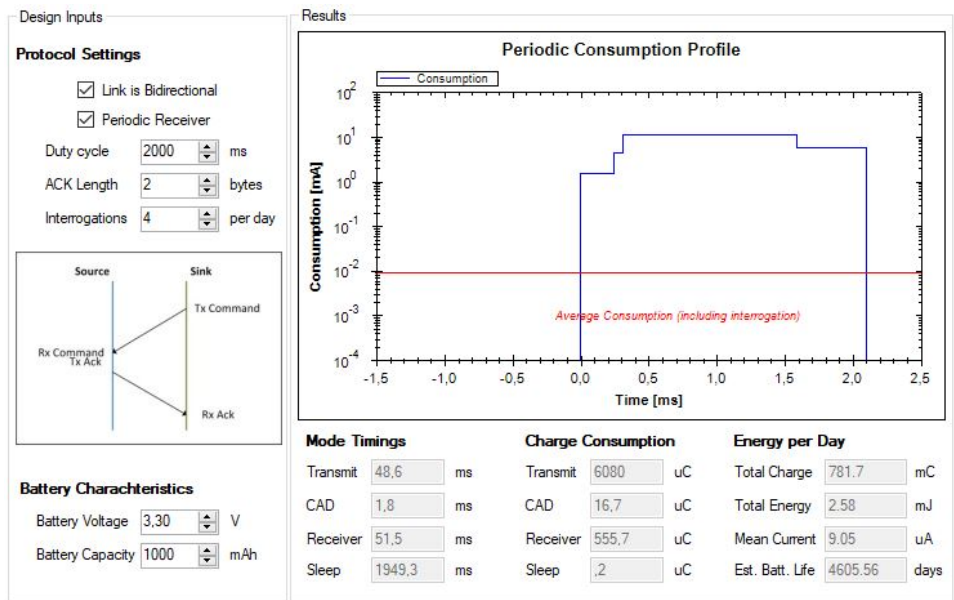 Design Inputs
Protocol Settings
Link is Bidirectional
Periodic Receiver
Duty cycle 2000 ms
ACK Length 2 bytes
Interrogations 4 per day
Source Sink
Tx Command
Rx Command
Tx Ack
Rx Ack
Battery Charachteristics
Battery Voltage 3,30 V
Battery Capacity 1000 mAh
Results
Periodic Consumption Profile
Consumption
Consumption [mA]
10^2
10^1
10^0
10^-1
10^-2
10^-3
10^-4
Average Consumption (including interrogation)
-1,5 -1,0 -0,5 0,0 0,5 1,0 1,5 2,0 2,5
Time [ms]
Mode Timings
Transmit 48,6 ms
CAD 1,8 ms
Receiver 51,5 ms
Sleep 1949,3 ms
Charge Consumption
Transmit 6080 uC
CAD 16,7 uC
Receiver 555,7 uC
Sleep ,2 uC
Energy per Day
Total Charge 781.7 mC
Total Energy 2.58 mJ
Mean Current 9.05 uA
Est. Batt. Life 4605.56 days